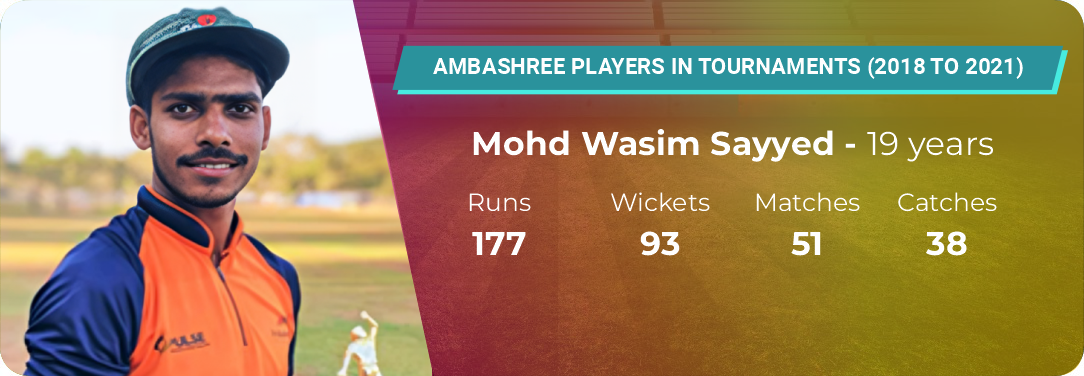 AMBASHREE PLAYERS IN TOURNAMENTS (2018 TO 2021)
Mohd Wasim Sayyed - 19 years
Runs Wickets Matches Catches
177 93 51 38
PULSE